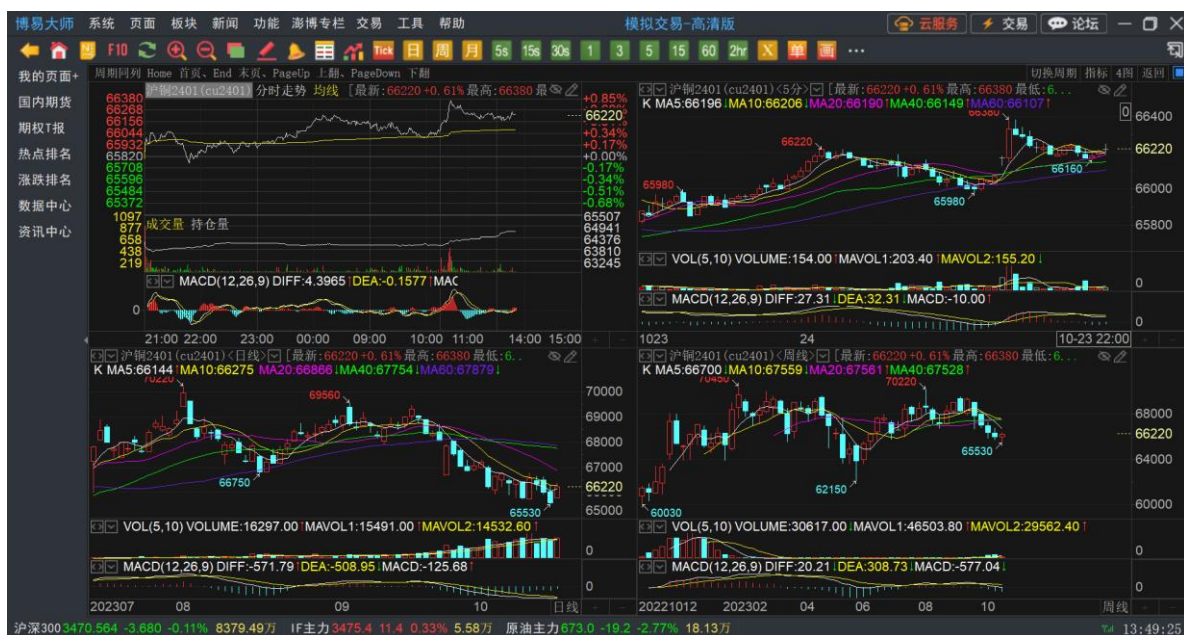 博易大师 系统 页面 板块 新闻 功能 澎博专栏 交易 工具 帮助 模拟交易-高清版 云服务 交易 论坛
F10 Tick 日 周 月 5s 15s 30s 1 3 5 15 60 2hr X 单 画 ...
我的页面+
国内期货
期权T报
热点排名
涨跌排名
数据中心
资讯中心
周期同列 Home 首页、End 末页、PageUp 上翻、PageDown 下翻 切换周期 指标 4图 返回
沪铜2401(cu2401) 分时走势 均线 [最新:66220 +0.61% 最高:66380 最
66380 +0.85%
66268
66156 66220
66044 +0.34%
65932 +0.17%
65820 +0.00%
65708 -0.17%
65596 -0.34%
65484 -0.51%
65372 -0.68%
成交量 持仓量
1097 65507
877 64941
658 64376
438 63810
219 63245
MACD(12,26,9) DIFF:4.3965↑DEA:-0.1577↑MAC
0
21:00 22:00 23:00 00:00 09:00 10:00 11:00 14:00 15:00
沪铜2401(cu2401)<5分> [最新:66220 +0.61% 最高:66380 最低:6...
K MA5:66196↓MA10:66206↓MA20:66190↑MA40:66149↑MA60:66107↑
66380
0
66400
66220
66220
66160
65980
65980
66000
65800
VOL(5,10) VOLUME:154.00↑MAVOL1:203.40↑MAVOL2:155.20↓
0
MACD(12,26,9) DIFF:27.31↓DEA:32.31↓MACD:-10.00↑
0
1023 24 10-23 22:00
沪铜2401(cu2401)<日线> [最新:66220 +0.61% 最高:66380 最低:6..
K MA5:66144↑MA10:66275 MA20:66866↓MA40:67754↓MA60:67879↓
70220
69560
66750
65530
70000
69000
68000
67000
66220
65000
VOL(5,10) VOLUME:16297.00↑MAVOL1:15491.00↑MAVOL2:14532.60↑
0
MACD(12,26,9) DIFF:-571.79↑DEA:-508.95↓MACD:-125.68↑
0
202307 08 09 10 日线
沪铜2401(cu2401)<周线> [最新:66220 +0.61% 最高:66380 最低:6...
K MA5:66700↓MA10:67559↓MA20:67561↑MA40:67528↑
70450
70220
62150
60030
65530
68000
66220
64000
60000
VOL(5,10) VOLUME:30617.00↓MAVOL1:46503.80↑MAVOL2:29562.40↑
0
MACD(12,26,9) DIFF:20.21↓DEA:308.73↓MACD:-577.04↓
0
20221012 202302 04 06 08 10 周线
沪深300 3470.564 -3.680 -0.11% 8379.49万 IF主力 3475.4 11.4 0.33% 5.58万 原油主力 673.0 -19.2 -2.77% 18.13万 13:49:25